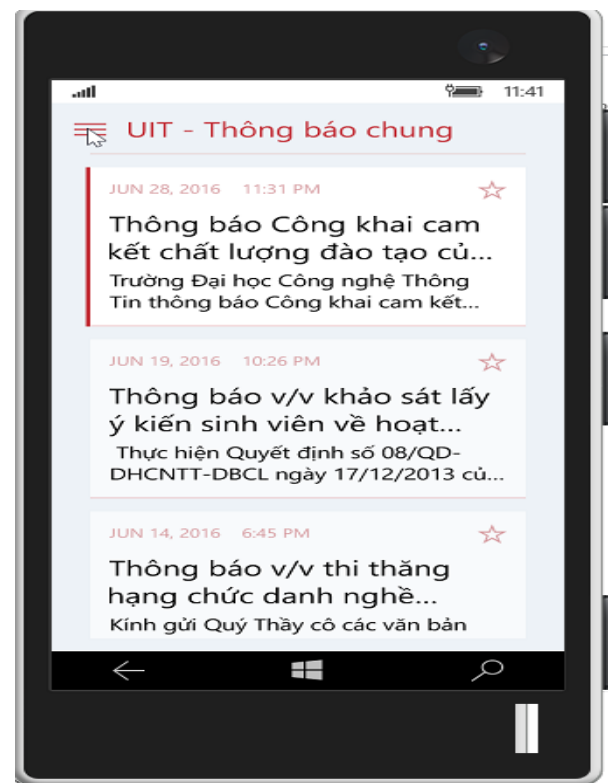 11:41
UIT - Thông báo chung
JUN 28, 2016 11:31 PM
Thông báo Công khai cam
kết chất lượng đào tạo củ...
Trường Đại học Công nghệ Thông
Tin thông báo Công khai cam kết...
JUN 19, 2016 10:26 PM
Thông báo v/v khảo sát lấy
ý kiến sinh viên về hoạt...
Thực hiện Quyết định số 08/QD-
DHCNTT-DBCL ngày 17/12/2013 củ...
JUN 14, 2016 6:45 PM
Thông báo v/v thi thăng
hạng chức danh nghề...
Kính gửi Quý Thầy cô các văn bản